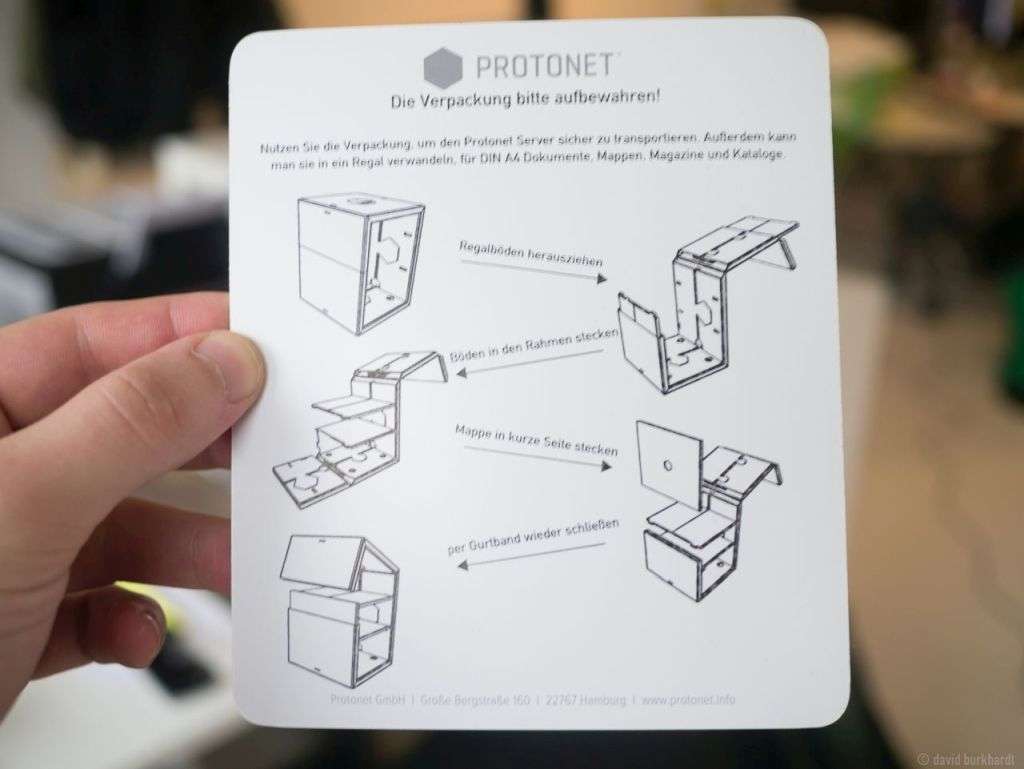 PROTONET
Die Verpackung bitte aufbewahren!
Nutzen Sie die Verpackung, um den Protonet Server sicher zu transportieren. Außerdem kann
man sie in ein Regal verwandeln, für DIN A4 Dokumente, Mappen, Magazine und Kataloge.
Regalböden herausziehen
Böden in den Rahmen stecken
Mappe in kurze Seite stecken
per Gurtband wieder schließen
Protonet GmbH | Große Bergstraße 160 | 22767 Hamburg | www.protonet.info
© david burkhardt